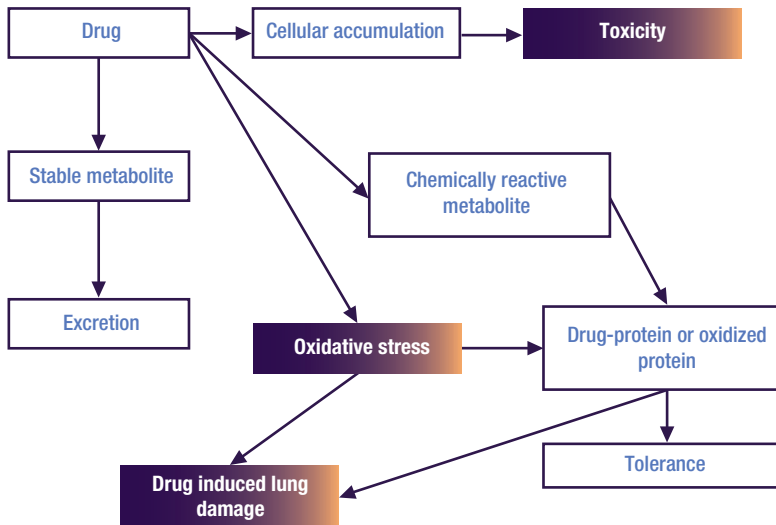 Drug
Cellular accumulation
Toxicity
Stable metabolite
Chemically reactive
metabolite
Excretion
Oxidative stress
Drug-protein or oxidized
protein
Drug induced lung
damage
Tolerance